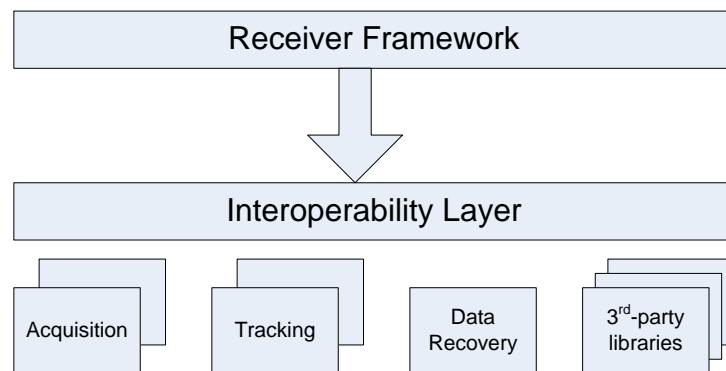 Receiver Framework
Interoperability Layer
Acquisition
Tracking
Data
Recovery
3rd-party
libraries